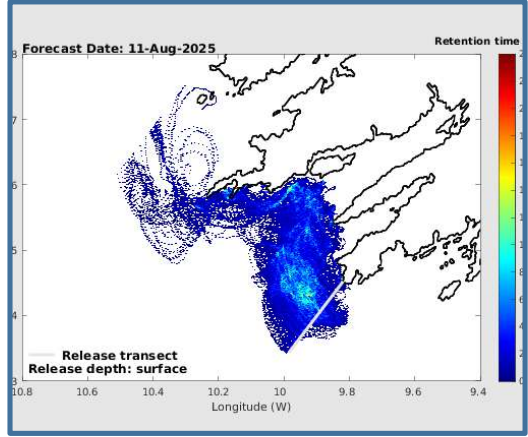 Forecast Date: 11-Aug-2025
Retention time
8
7
6
5
4
3
10.8 10.6 10.4 10.2 10 9.8 9.6 9.4
Longitude (W)
Release transect
Release depth: surface